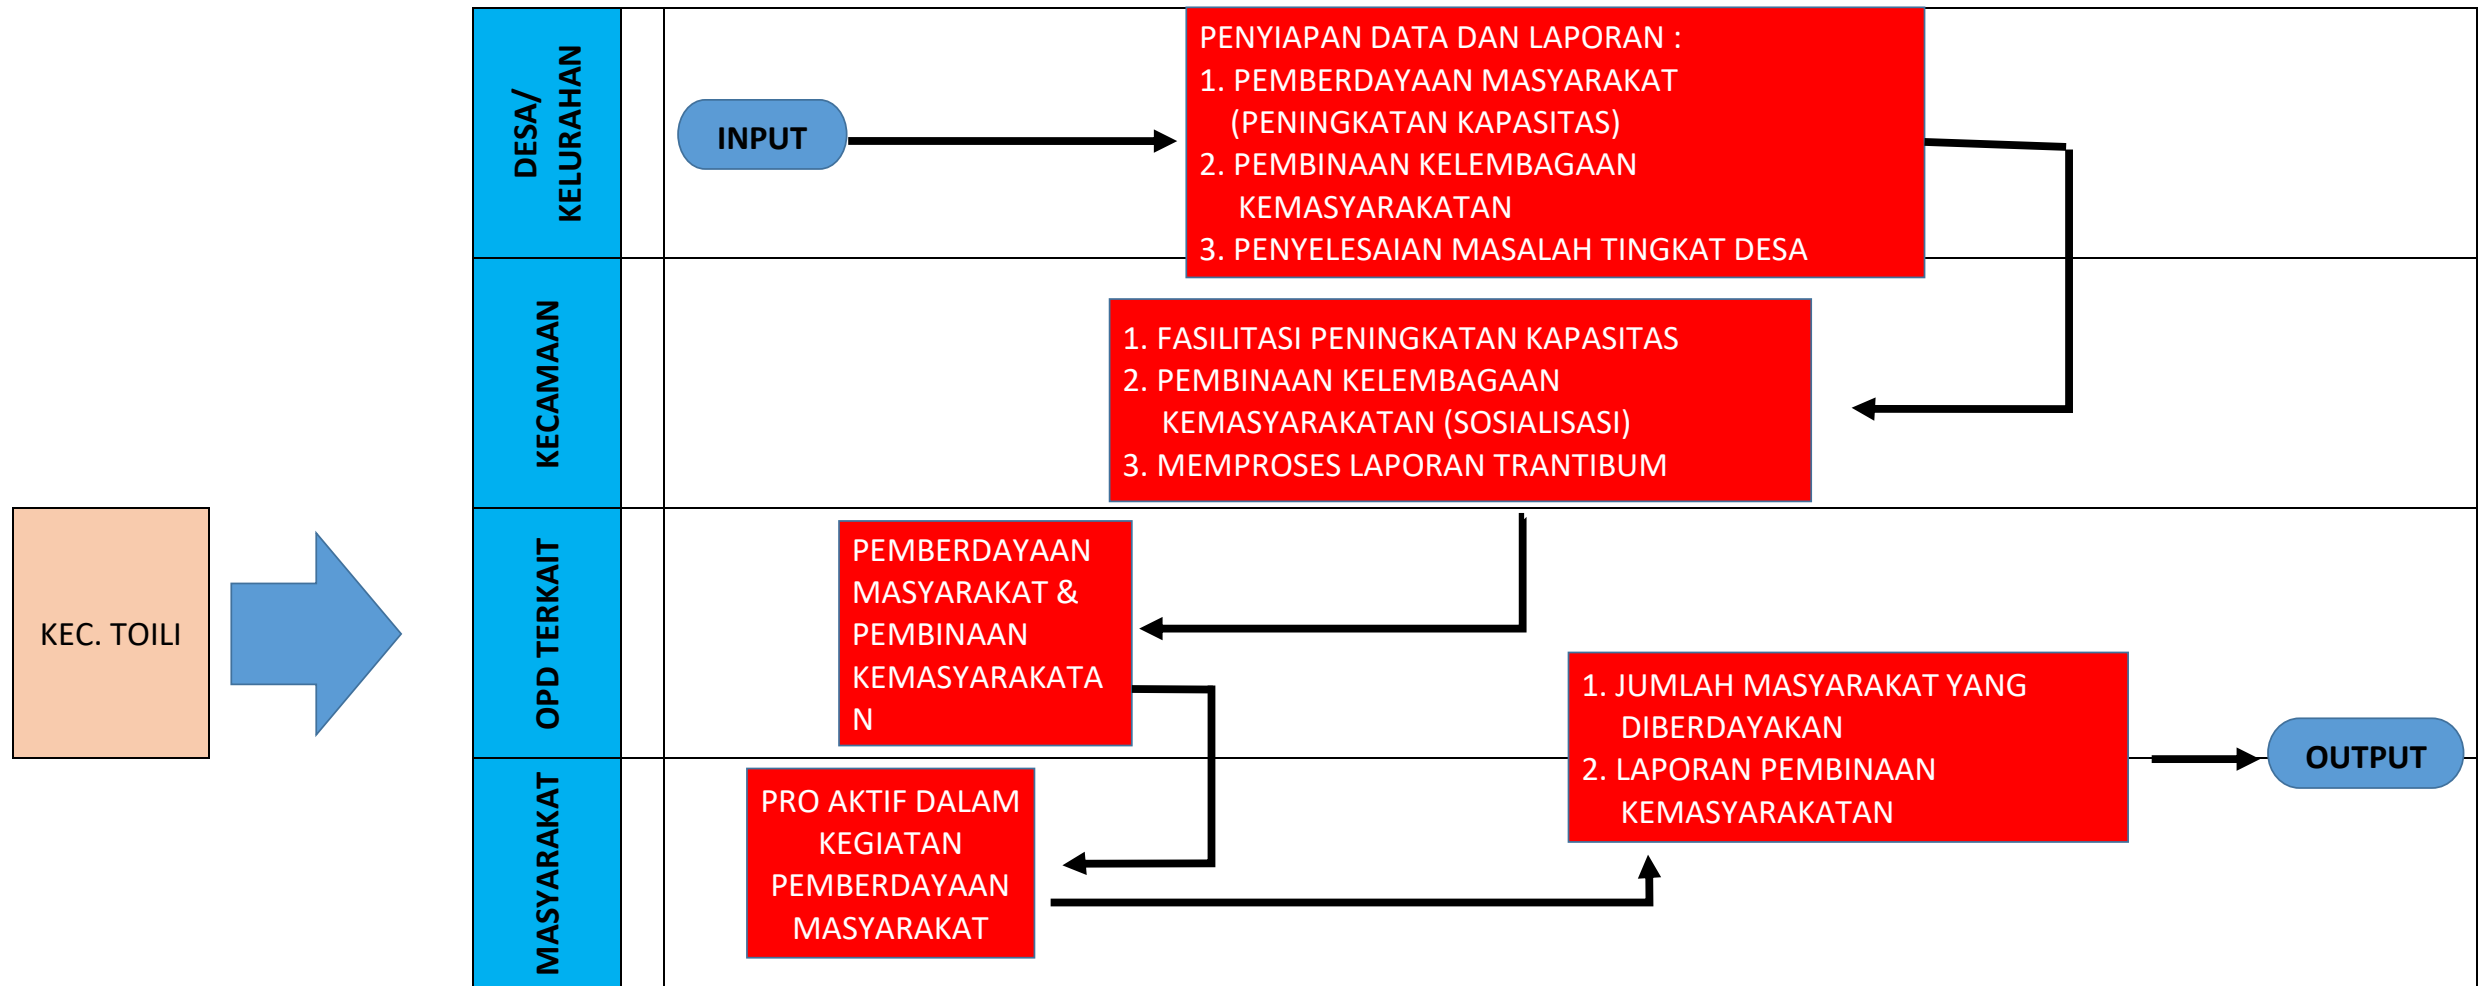 DESA/
KELURAHAN
INPUT
PENYIAPAN DATA DAN LAPORAN :
1. PEMBERDAYAAN MASYARAKAT
(PENINGKATAN KAPASITAS)
2. PEMBINAAN KELEMBAGAAN
KEMASYARAKATAN
3. PENYELESAIAN MASALAH TINGKAT DESA
KECAMAAN
1. FASILITASI PENINGKATAN KAPASITAS
2. PEMBINAAN KELEMBAGAAN
KEMASYARAKATAN (SOSIALISASI)
3. MEMPROSES LAPORAN TRANTIBUM
KEC. TOILI
OPD TERKAIT
PEMBERDAYAAN
MASYARAKAT &
PEMBINAAN
KEMASYARAKATA
N
1. JUMLAH MASYARAKAT YANG
DIBERDAYAKAN
2. LAPORAN PEMBINAAN
KEMASYARAKATAN
OUTPUT
MASYARAKAT
PRO AKTIF DALAM
KEGIATAN
PEMBERDAYAAN
MASYARAKAT